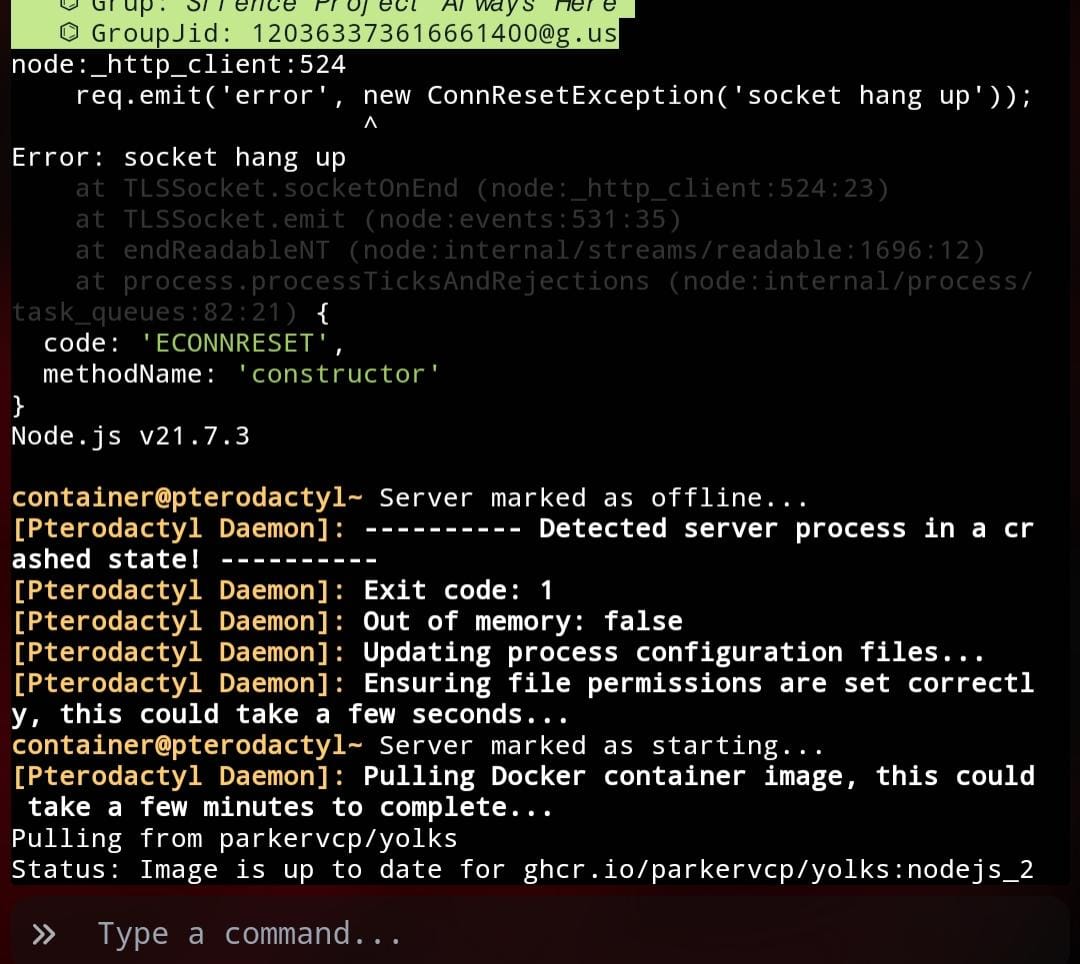 Grup: Srience Project Always Here
GroupJid: 120363373616661400@g.us
node:_http_client:524
req.emit('error', new ConnResetException('socket hang up'));
^
Error: socket hang up
at TLSSocket.socketOnEnd (node:_http_client:524:23)
at TLSSocket.emit (node:events:531:35)
at endReadableNT (node:internal/streams/readable:1696:12)
at process.processTicksAndRejections (node:internal/process/
task_queues:82:21) {
code: 'ECONNRESET',
methodName: 'constructor'
}
Node.js v21.7.3
container@pterodactyl~ Server marked as offline...
[Pterodactyl Daemon]: ---------- Detected server process in a cr
ashed state! ----------
[Pterodactyl Daemon]: Exit code: 1
[Pterodactyl Daemon]: Out of memory: false
[Pterodactyl Daemon]: Updating process configuration files...
[Pterodactyl Daemon]: Ensuring file permissions are set correctl
y, this could take a few seconds...
container@pterodactyl~ Server marked as starting...
[Pterodactyl Daemon]: Pulling Docker container image, this could
take a few minutes to complete...
Pulling from parkervcp/yolks
Status: Image is up to date for ghcr.io/parkervcp/yolks:nodejs_2
» Type a command...